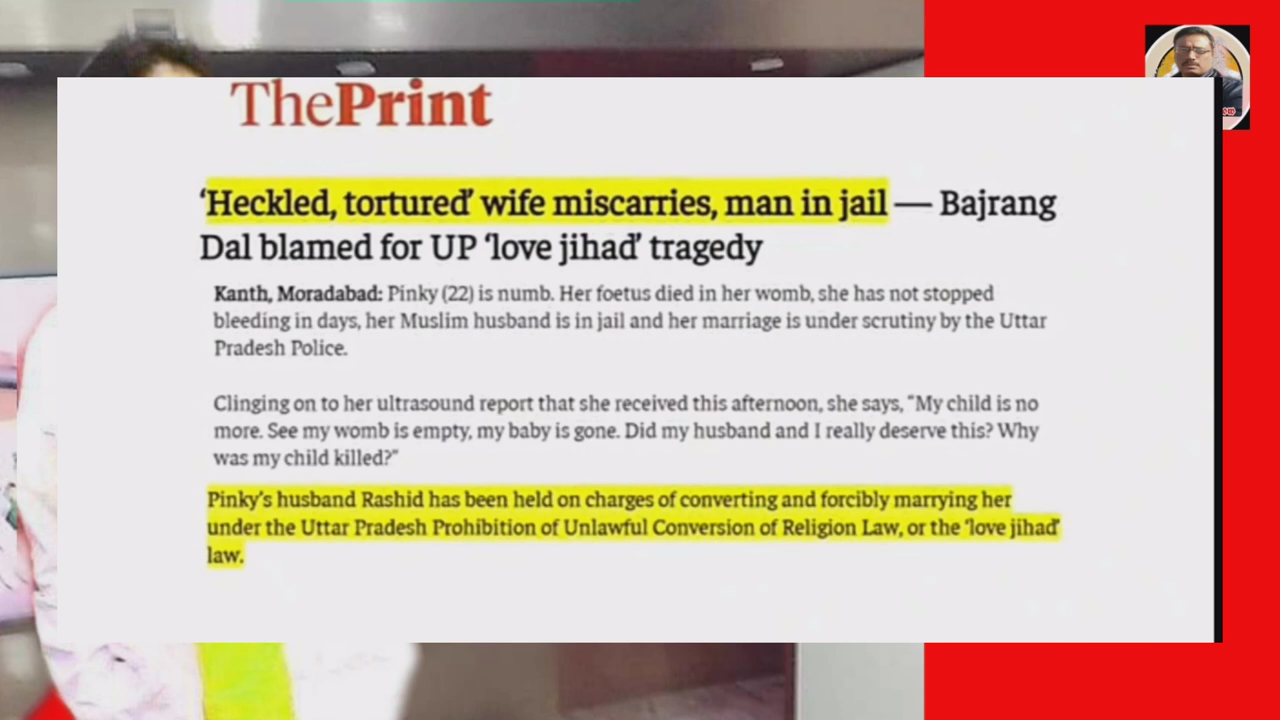 ThePrint
‘Heckled, tortured’ wife miscarries, man in jail — Bajrang
Dal blamed for UP ‘love jihad’ tragedy
Kanth, Moradabad: Pinky (22) is numb. Her foetus died in her womb, she has not stopped
bleeding in days, her Muslim husband is in jail and her marriage is under scrutiny by the Uttar
Pradesh Police.
Clinging on to her ultrasound report that she received this afternoon, she says, “My child is no
more. See my womb is empty, my baby is gone. Did my husband and I really deserve this? Why
was my child killed?”
Pinky’s husband Rashid has been held on charges of converting and forcibly marrying her
under the Uttar Pradesh Prohibition of Unlawful Conversion of Religion Law, or the ‘love jihad’
law.